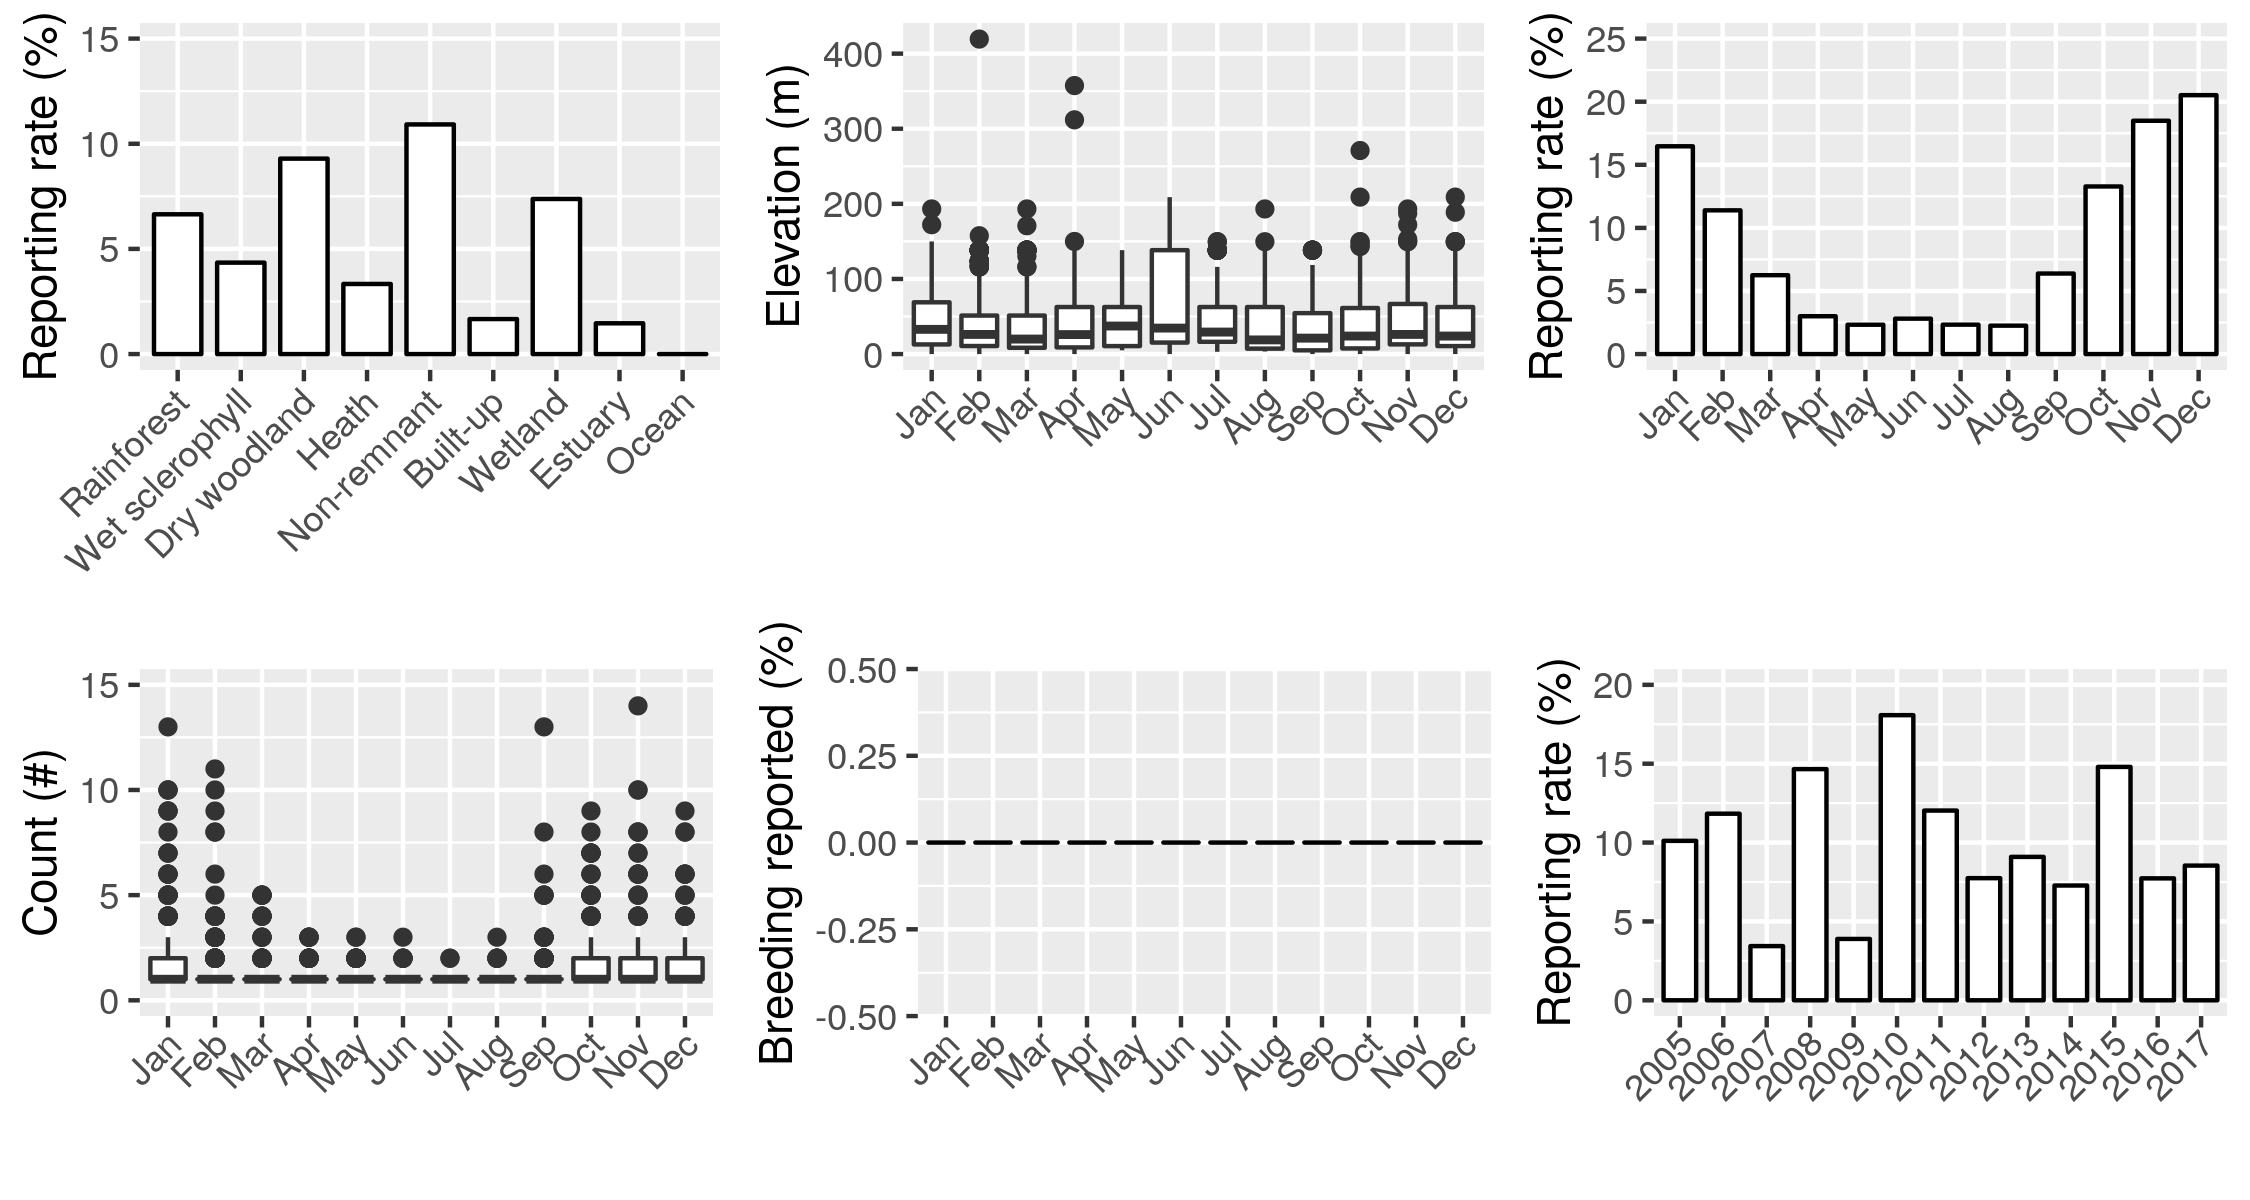 Reporting rate (%)
15
10
5
0
Rainforest
Wet sclerophyll
Dry woodland
Heath
Non-remnant
Built-up
Wetland
Estuary
Ocean
Elevation (m)
400
300
200
100
0
Jan
Feb
Mar
Apr
May
Jun
Jul
Aug
Sep
Oct
Nov
Dec
Reporting rate (%)
25
20
15
10
5
0
Jan
Feb
Mar
Apr
May
Jun
Jul
Aug
Sep
Oct
Nov
Dec
Count (#)
15
10
5
0
Jan
Feb
Mar
Apr
May
Jun
Jul
Aug
Sep
Oct
Nov
Dec
Breeding reported (%)
0.50
0.25
0.00
-0.25
-0.50
Jan
Feb
Mar
Apr
May
Jun
Jul
Aug
Sep
Oct
Nov
Dec
Reporting rate (%)
20
15
10
5
0
2005
2006
2007
2008
2009
2010
2011
2012
2013
2014
2015
2016
2017